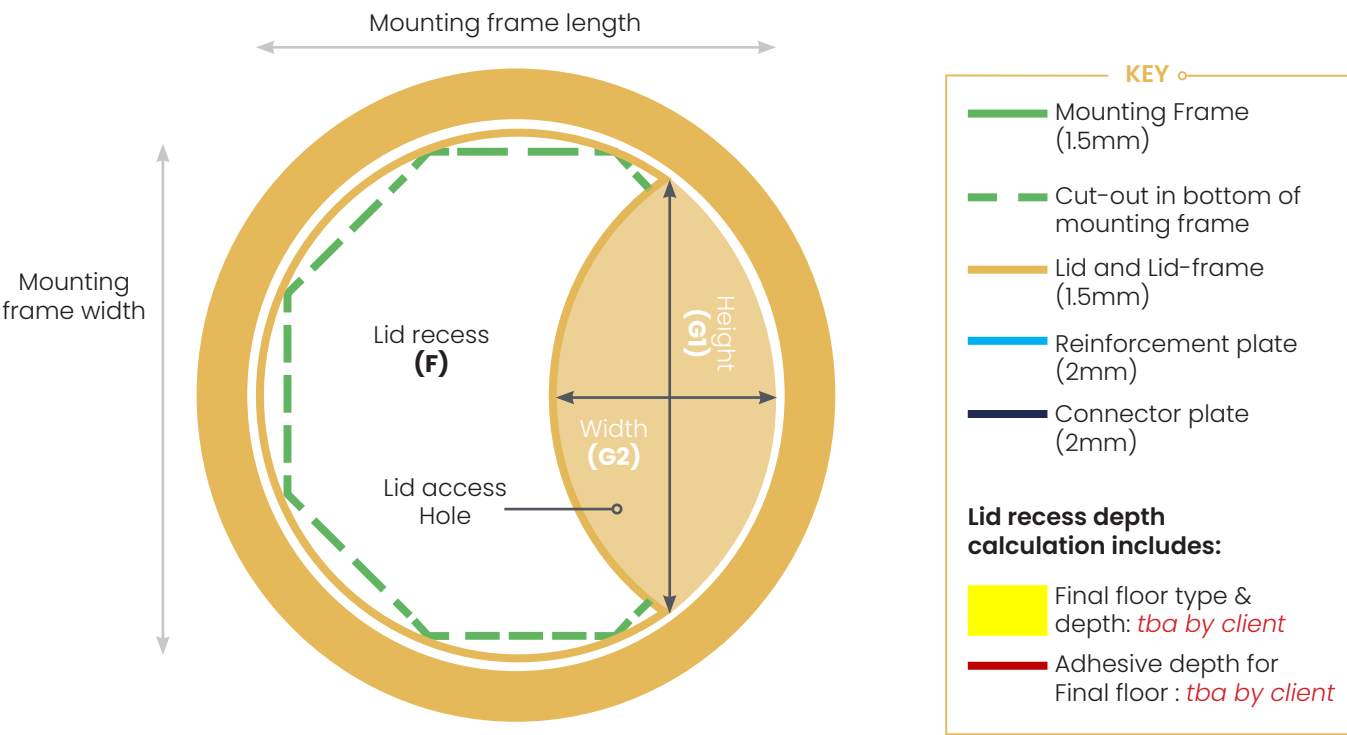 Mounting frame length
Mounting
frame width
Lid recess
(F)
Height
(G1)
Width
(G2)
Lid access
Hole
KEY
Mounting Frame
(1.5mm)
Cut-out in bottom of
mounting frame
Lid and Lid-frame
(1.5mm)
Reinforcement plate
(2mm)
Connector plate
(2mm)
Lid recess depth
calculation includes:
Final floor type &
depth: tba by client
Adhesive depth for
Final floor : tba by client